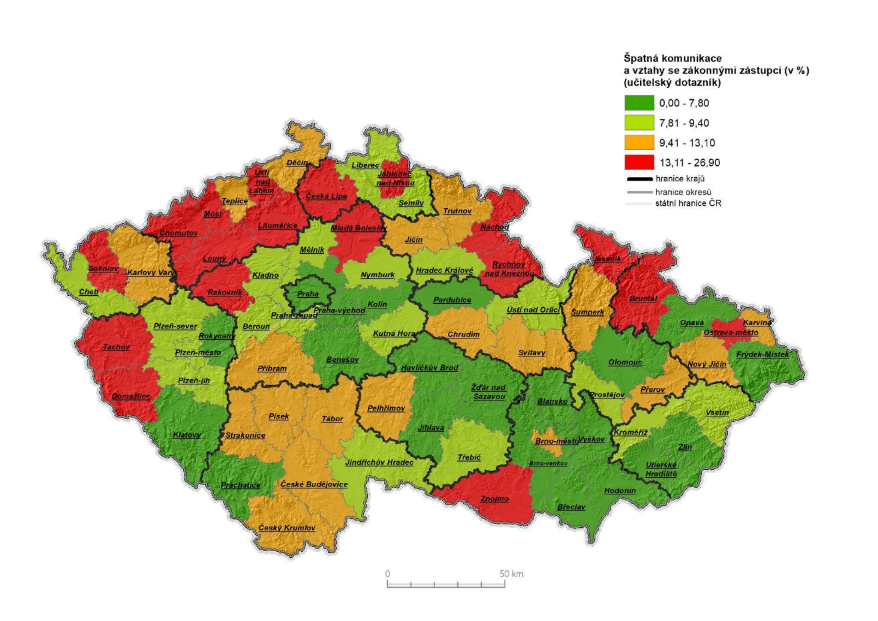 Špatná komunikace
a vztahy se zákonnými zástupci (v %)
(učitelský dotazník)
0,00 - 7,80
7,81 - 9,40
9,41 - 13,10
13,11 - 26,90
hranice krajů
hranice okresů
státní hranice ČR
Děčín
Liberec
Jablonec
nad Nisou
Ústí
nad
Labem
Teplice
Česká Lípa
Semily
Trutnov
Most
Chomutov
Litoměřice
Mladá Boleslav
Jičín
Náchod
Louny
Mělník
Sokolov
Karlovy Vary
Kladno
Nymburk
Hradec Králové
Rychnov
nad Kněžnou
Jeseník
Cheb
Rakovník
Praha
Kolín
Pardubice
Bruntál
Praha-západ
Praha-východ
Ústí nad Orlicí
Šumperk
Opava
Karviná
Plzeň-sever
Beroun
Rokycany
Kutná Hora
Chrudim
Ostrava-město
Tachov
Plzeň-město
Benešov
Svitavy
Frýdek-Místek
Příbram
Havlíčkův Brod
Olomouc
Nový Jičín
Plzeň-jih
Domažlice
Žďár nad
Sázavou
Přerov
Pelhřimov
Blansko
Prostějov
Písek
Tábor
Vsetín
Klatovy
Strakonice
Jihlava
Brno-město
Vyškov
Kroměříž
Zlín
Třebíč
Jindřichův Hradec
Brno-venkov
Uherské
Hradiště
Prachatice
České Budějovice
Znojmo
Hodonín
Břeclav
Český Krumlov
0
50 km